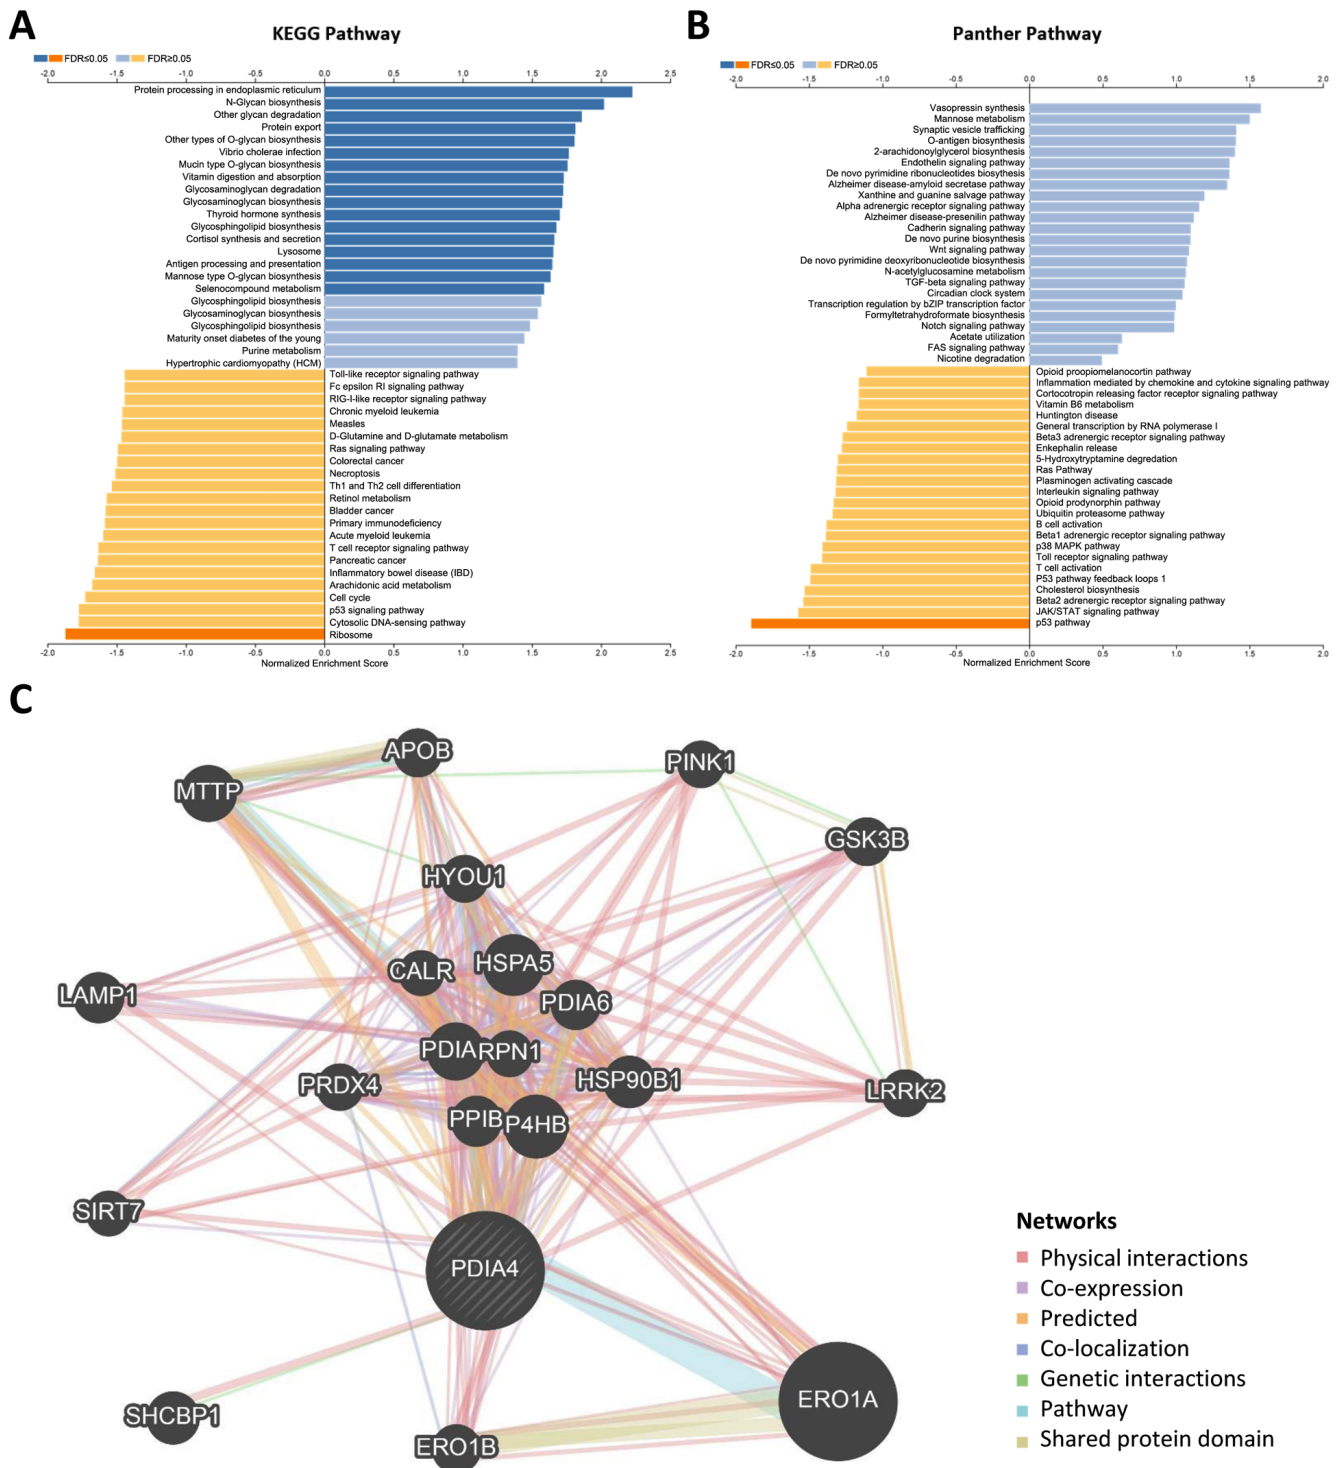 A
KEGG Pathway
FDR≤0.05
FDR≥0.05
-2.0 -1.5 -1.0 -0.5 0.0 0.5 1.0 1.5 2.0 2.5
Protein processing in endoplasmic reticulum
N-Glycan biosynthesis
Other glycan degradation
Protein export
Other types of O-glycan biosynthesis
Vibrio cholerae infection
Mucin type O-glycan biosynthesis
Vitamin digestion and absorption
Glycosaminoglycan degradation
Glycosaminoglycan biosynthesis
Thyroid hormone synthesis
Glycosphingolipid biosynthesis
Cortisol synthesis and secretion
Lysosome
Antigen processing and presentation
Mannose type O-glycan biosynthesis
Selenocompound metabolism
Glycosphingolipid biosynthesis
Glycosaminoglycan biosynthesis
Glycosphingolipid biosynthesis
Maturity onset diabetes of the young
Purine metabolism
Hypertrophic cardiomyopathy (HCM)
Toll-like receptor signaling pathway
Fc epsilon RI signaling pathway
RIG-I-like receptor signaling pathway
Chronic myeloid leukemia
Measles
D-Glutamine and D-glutamate metabolism
Ras signaling pathway
Colorectal cancer
Necroptosis
Th1 and Th2 cell differentiation
Retinol metabolism
Bladder cancer
Primary immunodeficiency
Acute myeloid leukemia
T cell receptor signaling pathway
Pancreatic cancer
Inflammatory bowel disease (IBD)
Arachidonic acid metabolism
Cell cycle
p53 signaling pathway
Cytosolic DNA-sensing pathway
Ribosome
-2.0 -1.5 -1.0 -0.5 0.0 0.5 1.0 1.5 2.0 2.5
Normalized Enrichment Score
B
Panther Pathway
FDR≤0.05
FDR≥0.05
-2.0 -1.5 -1.0 -0.5 0.0 0.5 1.0 1.5 2.0
Vasopressin synthesis
Mannose metabolism
Synaptic vesicle trafficking
O-antigen biosynthesis
2-arachidonoylglycerol biosynthesis
Endothelin signaling pathway
De novo pyrimidine ribonucleotides biosythesis
Alzheimer disease-amyloid secretase pathway
Xanthine and guanine salvage pathway
Alpha adrenergic receptor signaling pathway
Alzheimer disease-presenilin pathway
Cadherin signaling pathway
De novo purine biosynthesis
Wnt signaling pathway
De novo pyrimidine deoxyribonucleotide biosynthesis
N-acetylglucosamine metabolism
TGF-beta signaling pathway
Circadian clock system
Transcription regulation by bZIP transcription factor
Formyltetrahydroformate biosynthesis
Notch signaling pathway
Acetate utilization
FAS signaling pathway
Nicotine degradation
Opioid proopiomelanocortin pathway
Inflammation mediated by chemokine and cytokine signaling pathway
Cortocotropin releasing factor receptor signaling pathway
Vitamin B6 metabolism
Huntington disease
General transcription by RNA polymerase I
Beta3 adrenergic receptor signaling pathway
Enkephalin release
5-Hydroxytryptamine degredation
Ras Pathway
Plasminogen activating cascade
Interleukin signaling pathway
Opioid prodynorphin pathway
Ubiquitin proteasome pathway
B cell activation
Beta1 adrenergic receptor signaling pathway
p38 MAPK pathway
Toll receptor signaling pathway
T cell activation
P53 pathway feedback loops 1
Cholesterol biosynthesis
Beta2 adrenergic receptor signaling pathway
JAK/STAT signaling pathway
p53 pathway
-2.0 -1.5 -1.0 -0.5 0.0 0.5 1.0 1.5 2.0
Normalized Enrichment Score
C
APOB
PINK1
MTTP
GSK3B
HYOU1
CALR
HSPA5
LAMP1
PDIA6
PDIA
RPN1
PRDX4
HSP90B1
LRRK2
PPIB
P4HB
SIRT7
PDIA4
SHCBP1
ERO1A
ERO1B
Networks
Physical interactions
Co-expression
Predicted
Co-localization
Genetic interactions
Pathway
Shared protein domain